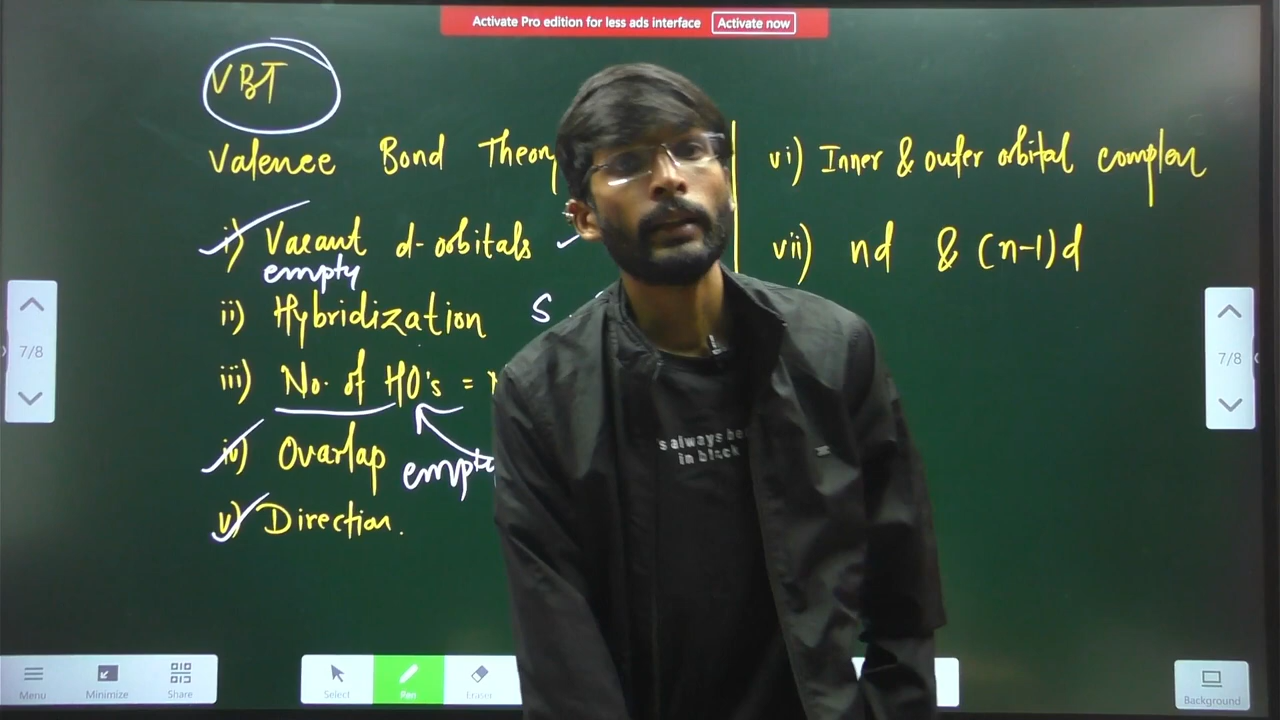 Activate Pro edition for less ads interface Activate now
VBT
Valence Bond Theory
i) Vacant d-orbitals
empty
ii) Hybridization S
iii) No. of HO's =
iv) Ovarlap
empty
v) Direction.
vi) Inner & outer orbital complex
vii) nd & (n-1)d
's always be
in black
7/8
7/8
Menu Minimize Share Select Pen Eraser Background